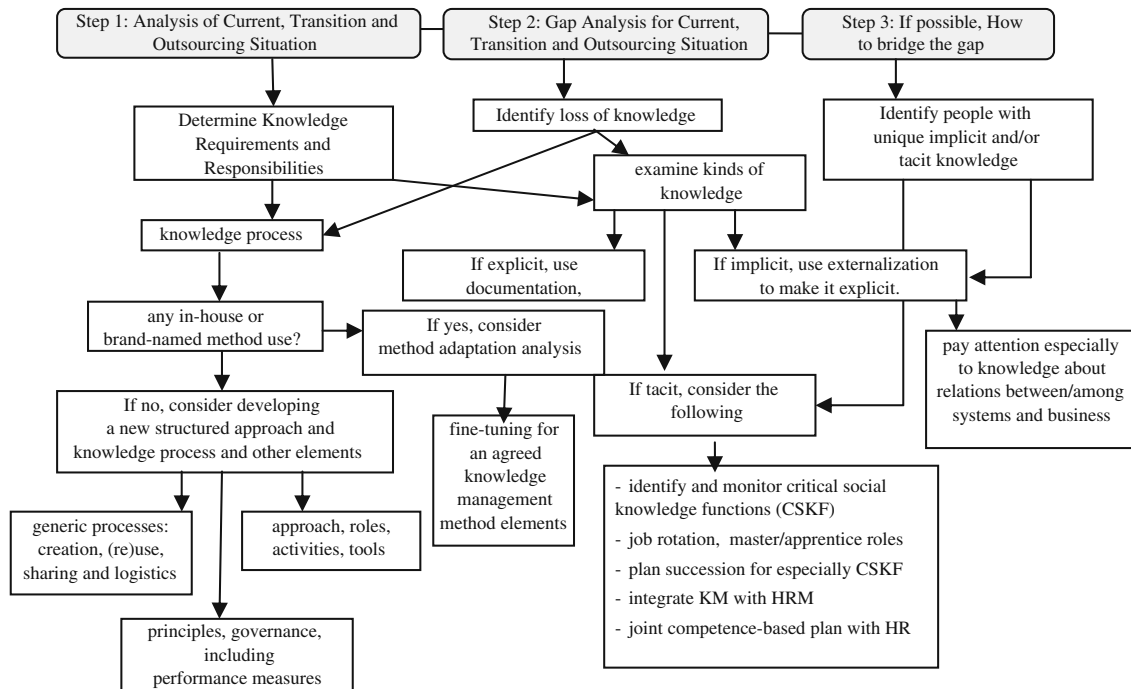 Step 1: Analysis of Current, Transition and
Outsourcing Situation
Step 2: Gap Analysis for Current,
Transition and Outsourcing Situation
Step 3: If possible, How
to bridge the gap
Determine Knowledge
Requirements and
Responsibilities
Identify loss of knowledge
Identify people with
unique implicit and/or
tacit knowledge
examine kinds of
knowledge
knowledge process
If explicit, use
documentation,
If implicit, use externalization
to make it explicit.
any in-house or
brand-named method use?
If yes, consider
method adaptation analysis
pay attention especially
to knowledge about
relations between/among
systems and business
If no, consider developing
a new structured approach and
knowledge process and other elements
If tacit, consider the
following
fine-tuning for
an agreed
knowledge
management
method elements
generic processes:
creation, (re)use,
sharing and logistics
approach, roles,
activities, tools
- identify and monitor critical social
knowledge functions (CSKF)
- job rotation, master/apprentice roles
- plan succession for especially CSKF
- integrate KM with HRM
- joint competence-based plan with HR
principles, governance,
including
performance measures